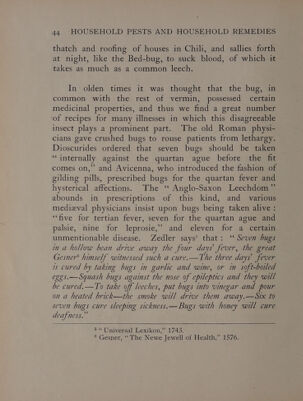 44 HOUSEHOLD PESTS AND HOUSEHOLD REMEDIES
thatch and roofing of houses in Chili, and sallies forth
at night, like the Bed-bug, to suck blood, of which it
takes as much as a common leech.
In olden times it was thought that the bug, in
common with the rest of vermin, possessed certain
medicinal properties, and thus we find a great number
of recipes for many illnesses in which this disagreeable
insect plays a prominent part. The old Roman physi-
cians gave crushed bugs to rouse patients from lethargy.
Dioscurides ordered that seven bugs should be taken
“ internally against the quartan ague before the fit
comes on,” and Avicenna, who introduced the fashion of
gilding pills, prescribed bugs for the quartan fever and
hysterical affections. The “ Anglo-Saxon Leechdom ”
abounds in prescriptions of this kind, and various
mediæval physicians insist upon bugs being taken alive :
“ five for tertian fever, seven for the quartan ague and
palsie, nine for leprosie,” and eleven for a certain
unmentionable disease. Zedler says³ that : “ Seven bugs
in a hollow bean drive away the four days' fever, the great
Gesner⁴ himself witnessed such a cure.—The three days' fever
is cured by taking bugs in garlic and wine, or in soft-boiled
eggs.—Squash bugs against the nose of epileptics and they will
be cured.—To take off leeches, put bugs into vinegar and pour
on a heated brick—the smoke will drive them away.—Six to
seven bugs cure sleeping sickness.—Bugs with honey will cure
deafness.”
³ “ Universal Lexikon,” 1743.
⁴ Gesner, “ The Newe Jewell of Health,” 1576.